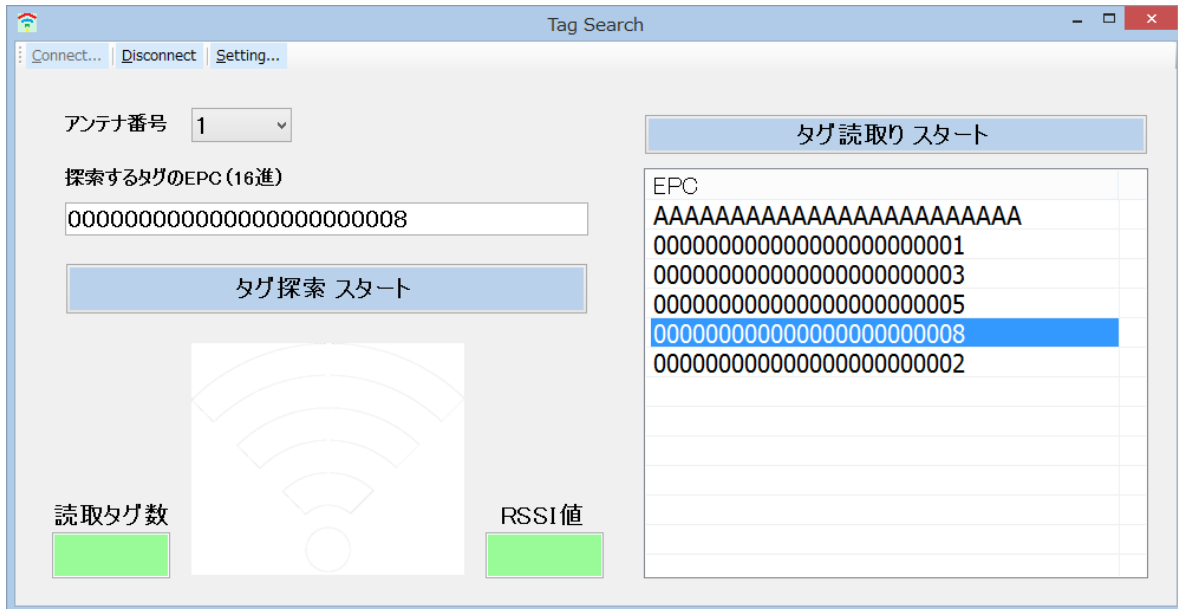 Tag Search
Connect... Disconnect Setting...
アンテナ番号 1
探索するタグのEPC(16進)
000000000000000000000008
タグ探索 スタート
読取タグ数
RSSI値
タグ読取り スタート
EPC
AAAAAAAAAAAAAAAAAAAAAAAA
000000000000000000000001
000000000000000000000003
000000000000000000000005
000000000000000000000008
000000000000000000000002